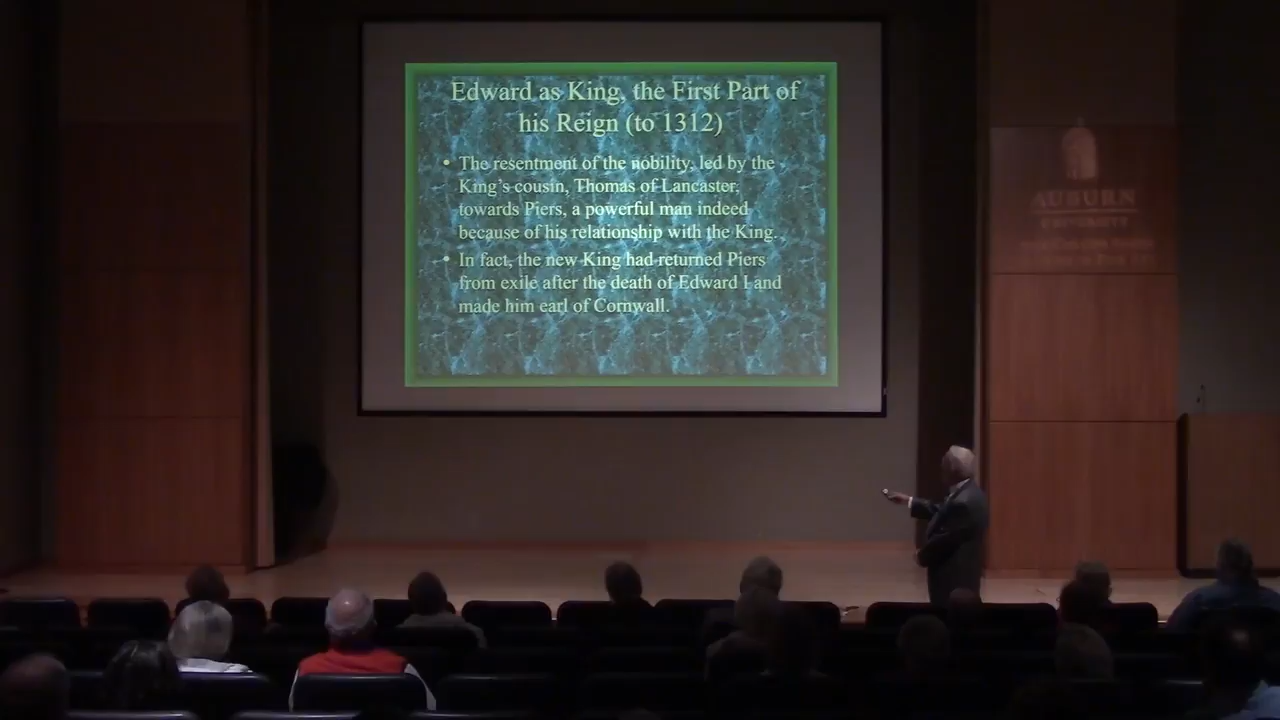 Edward as King, the First Part of
his Reign (to 1312)
• The resentment of the nobility, led by the
King's cousin, Thomas of Lancaster,
towards Piers, a powerful man indeed
because of his relationship with the King.
• In fact, the new King had returned Piers
from exile after the death of Edward I and
made him earl of Cornwall.
AUBURN
UNIVERSITY